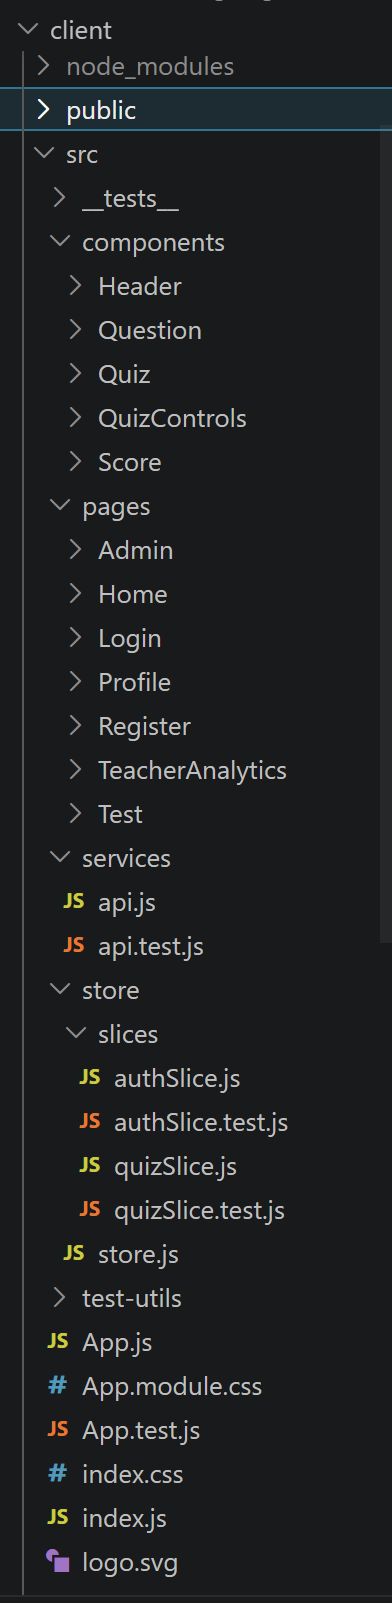 client
node_modules
public
src
__tests__
components
Header
Question
Quiz
QuizControls
Score
pages
Admin
Home
Login
Profile
Register
TeacherAnalytics
Test
services
JS api.js
JS api.test.js
store
slices
JS authSlice.js
JS authSlice.test.js
JS quizSlice.js
JS quizSlice.test.js
JS store.js
test-utils
JS App.js
# App.module.css
JS App.test.js
# index.css
JS index.js
logo.svg